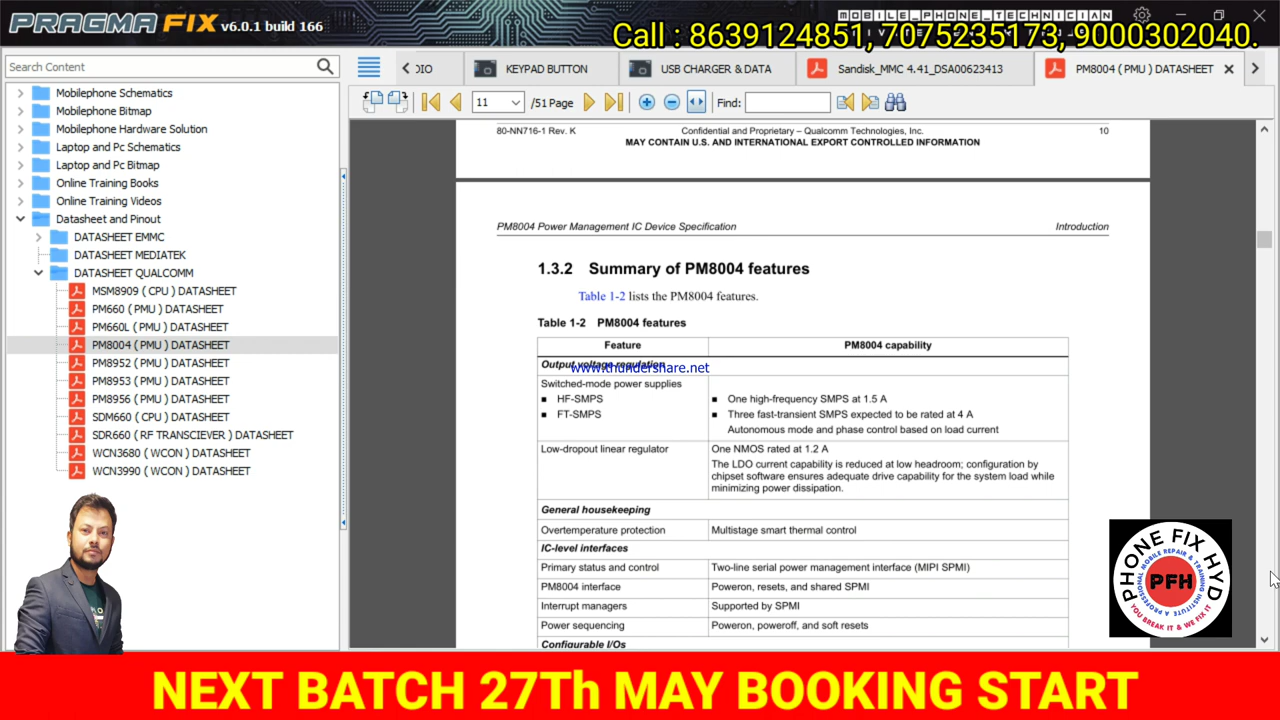 PRAGMA FIX v6.0.1 build 166
MOBILE_PHONE_TECHNICIAN
Call : 8639124851, 7075235173, 9000302040.
Search Content
DIO
KEYPAD BUTTON
USB CHARGER & DATA
Sandisk_MMC 4.41_DSA00623413
PM8004 ( PMU ) DATASHEET
11 /51 Page
Find:
Mobilephone Schematics
Mobilephone Bitmap
Mobilephone Hardware Solution
Laptop and Pc Schematics
Laptop and Pc Bitmap
Online Training Books
Online Training Videos
Datasheet and Pinout
DATASHEET EMMC
DATASHEET MEDIATEK
DATASHEET QUALCOMM
MSM8909 ( CPU ) DATASHEET
PM660 ( PMU ) DATASHEET
PM660L ( PMU ) DATASHEET
PM8004 ( PMU ) DATASHEET
PM8952 ( PMU ) DATASHEET
PM8953 ( PMU ) DATASHEET
PM8956 ( PMU ) DATASHEET
SDM660 ( CPU ) DATASHEET
SDR660 ( RF TRANSCIEVER ) DATASHEET
WCN3680 ( WCON ) DATASHEET
WCN3990 ( WCON ) DATASHEET
80-NN716-1 Rev. K Confidential and Proprietary – Qualcomm Technologies, Inc. 10
MAY CONTAIN U.S. AND INTERNATIONAL EXPORT CONTROLLED INFORMATION
PM8004 Power Management IC Device Specification Introduction
1.3.2 Summary of PM8004 features
Table 1-2 lists the PM8004 features.
Table 1-2 PM8004 features
Feature PM8004 capability
Output voltage regulation
www.thundershare.net
Switched-mode power supplies
■ HF-SMPS ■ One high-frequency SMPS at 1.5 A
■ FT-SMPS ■ Three fast-transient SMPS expected to be rated at 4 A
Autonomous mode and phase control based on load current
Low-dropout linear regulator One NMOS rated at 1.2 A
The LDO current capability is reduced at low headroom; configuration by
chipset software ensures adequate drive capability for the system load while
minimizing power dissipation.
General housekeeping
Overtemperature protection Multistage smart thermal control
IC-level interfaces
Primary status and control Two-line serial power management interface (MIPI SPMI)
PM8004 interface Poweron, resets, and shared SPMI
Interrupt managers Supported by SPMI
Power sequencing Poweron, poweroff, and soft resets
Configurable I/Os
PHONE FIX HYD
PROFESSIONAL MOBILE REPAIR & TRAINING INSTITUTE
PFH
YOU BREAK IT & WE FIX IT
NEXT BATCH 27Th MAY BOOKING START